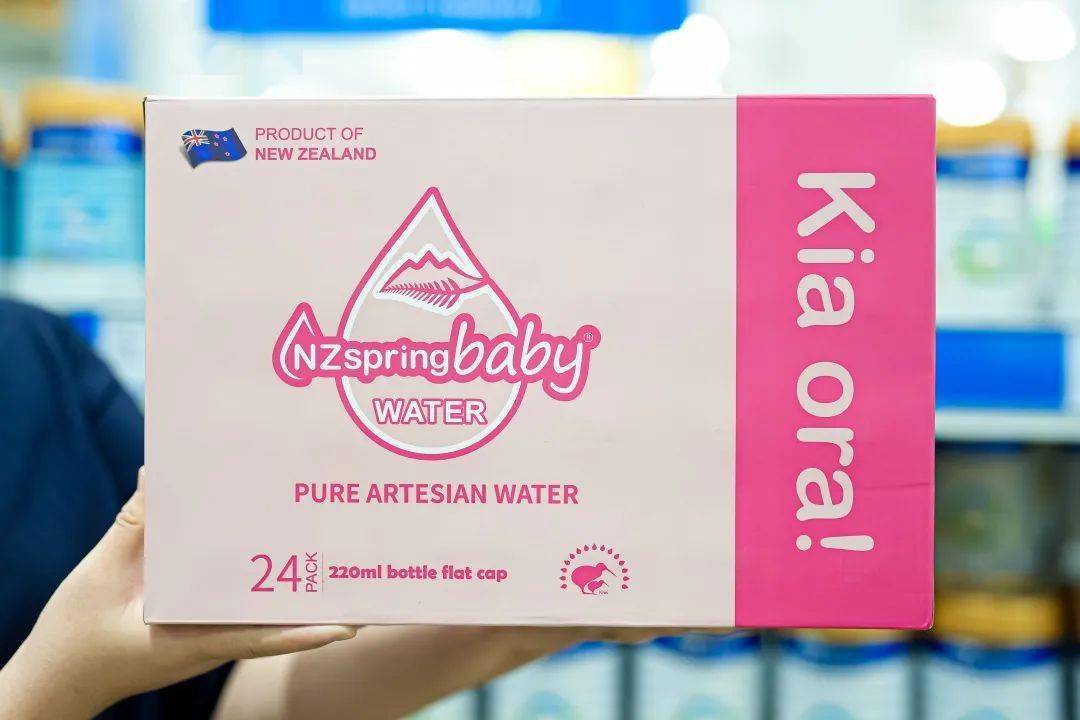 PRODUCT OF
NEW ZEALAND
NZspringbaby
WATER
PURE ARTESIAN WATER
24 PACK 220ml bottle flat cap
Kia ora!